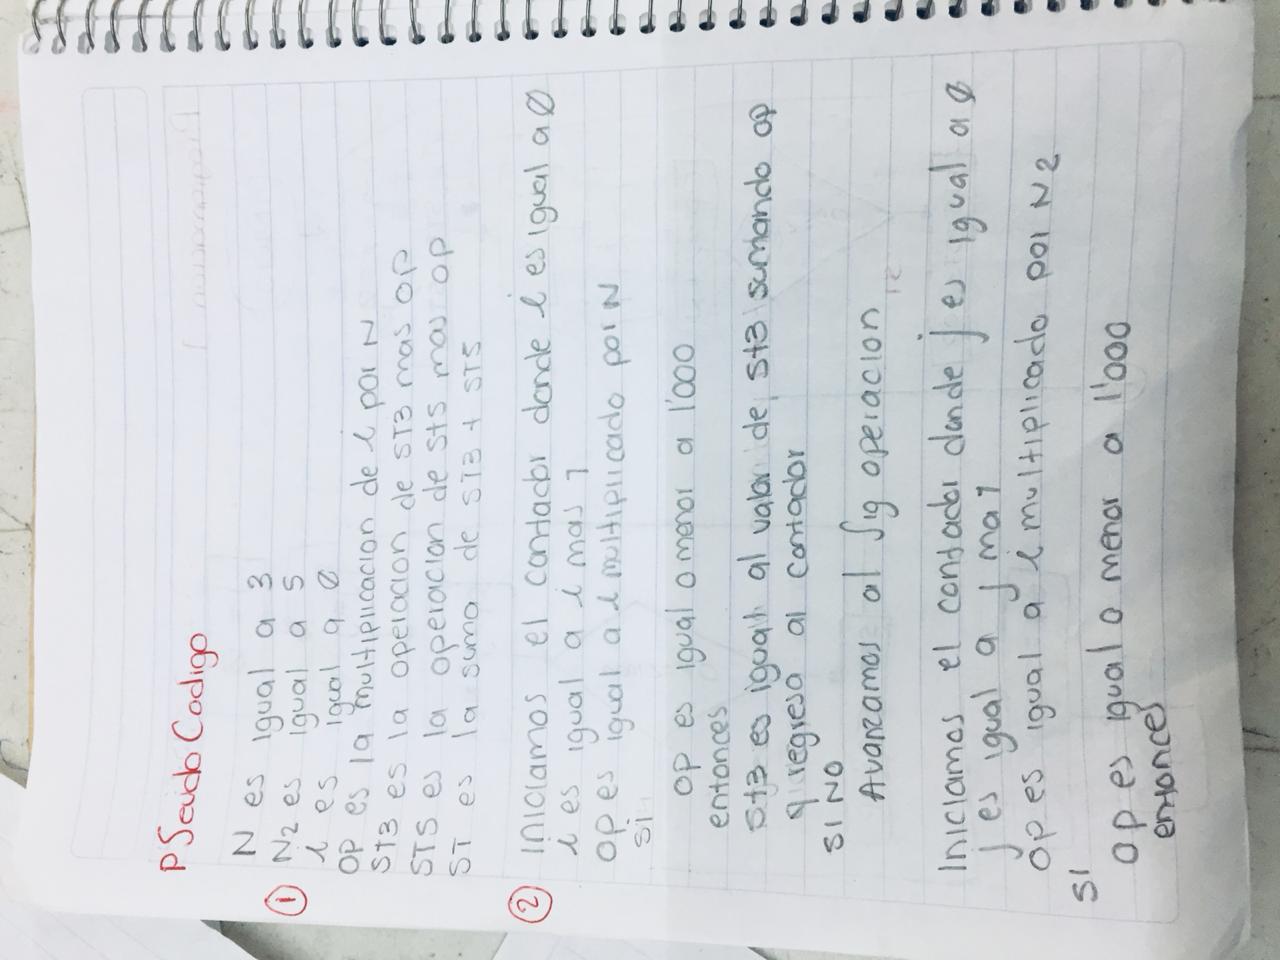 PSeudo Codigo
N es igual a 3
① N2 es igual a 5
i es igual a Ø
OP es la multiplicacion de i por N
St3 es la operacion de ST3 mas OP
ST5 es la operacion de St5 mas OP
ST es la suma de ST3 + ST5
② iniciamos el contador donde i es igual a Ø
i es igual a i mas 1
OP es igual a i multiplicado por N
si
OP es igual o menor a 1'000
entonces
St3 es igual al valor de St3 sumando OP
y regresa al contador
SI NO
Avanzamos al sig operacion
Iniciamos el contador donde j es igual a Ø
j es igual a j mas 1
OP es igual a i multiplicado por N2
SI
OP es igual o menor a 1'000
entonces